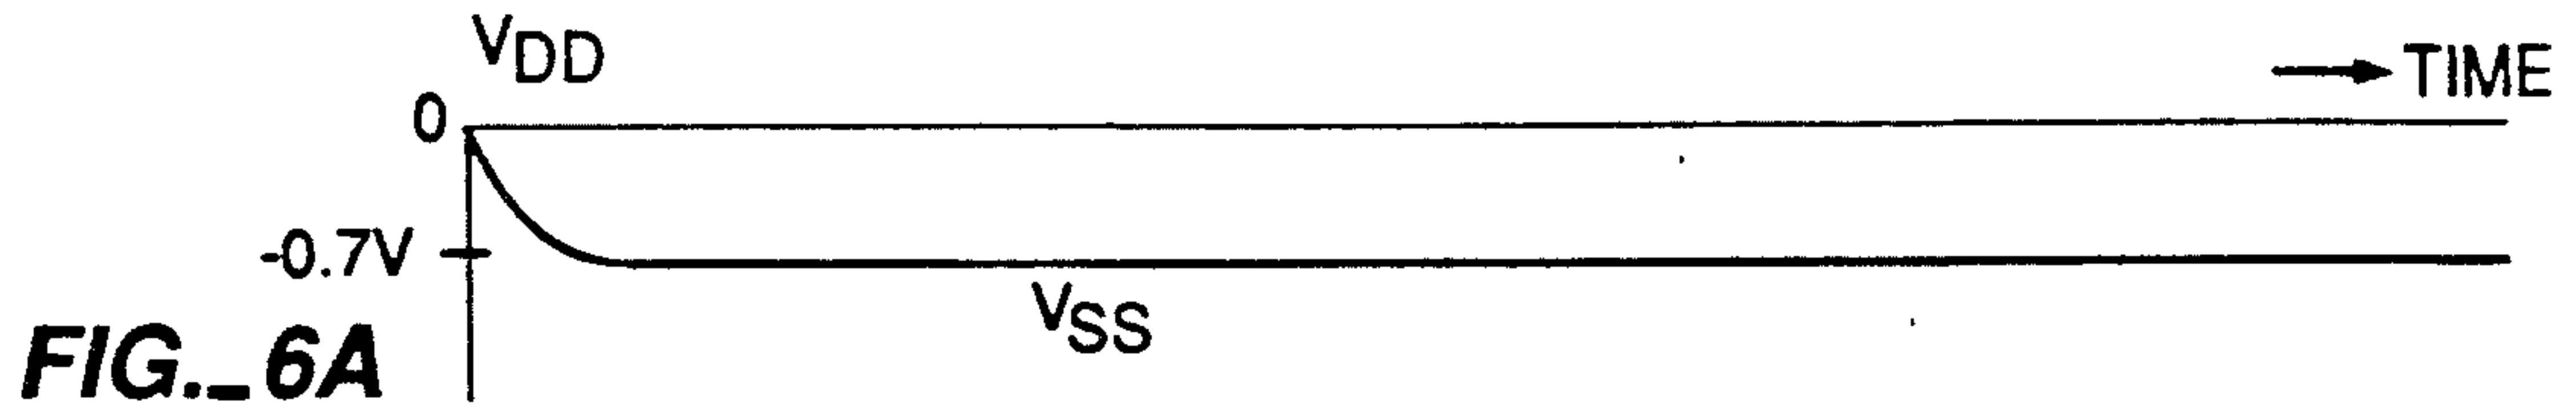 VDD
→ TIME
0
-0.7V
VSS
FIG._6A